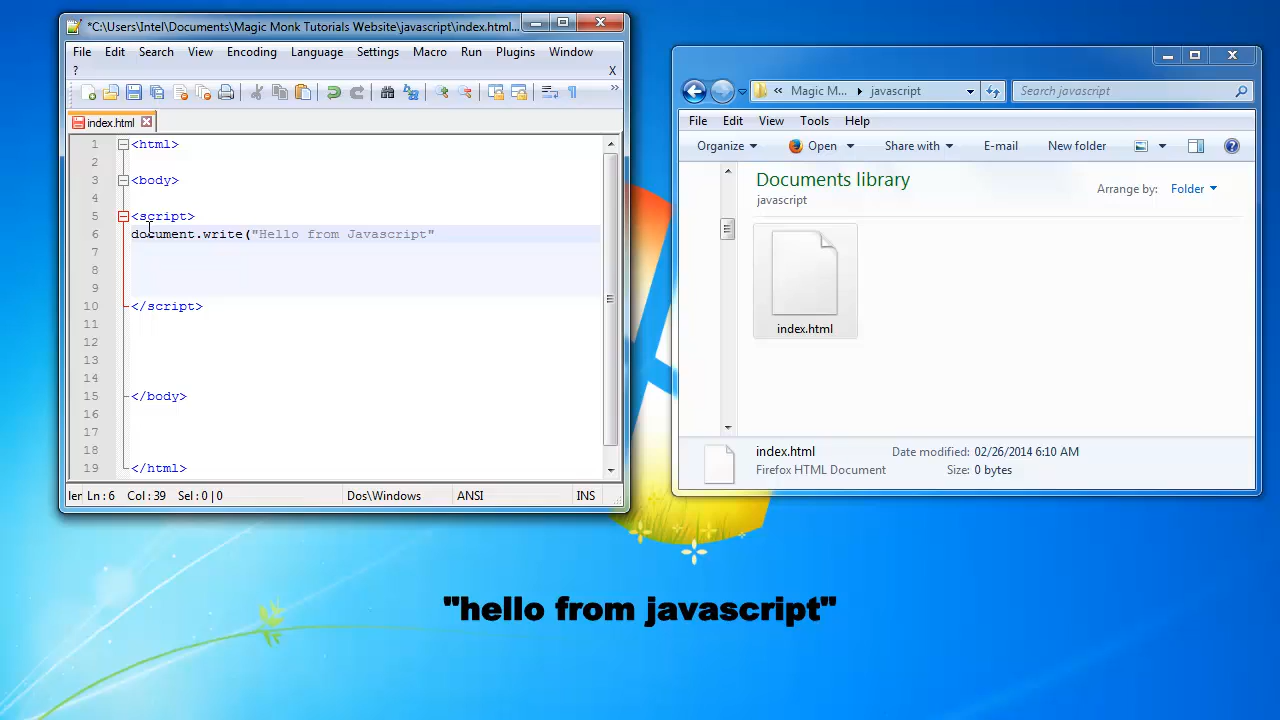 *C:\Users\Intel\Documents\Magic Monk Tutorials Website\javascript\index.html...
File Edit Search View Encoding Language Settings Macro Run Plugins Window
? X
index.html
1 <html>
2
3 <body>
4
5 <script>
6 document.write("Hello from Javascript"
7
8
9
10 </script>
11
12
13
14
15 </body>
16
17
18
19 </html>
len Ln : 6 Col : 39 Sel : 0 | 0 Dos\Windows ANSI INS
« Magic M... javascript Search javascript
File Edit View Tools Help
Organize Open Share with E-mail New folder
Documents library
javascript
Arrange by: Folder
index.html
index.html Date modified: 02/26/2014 6:10 AM
Firefox HTML Document Size: 0 bytes
"hello from javascript"